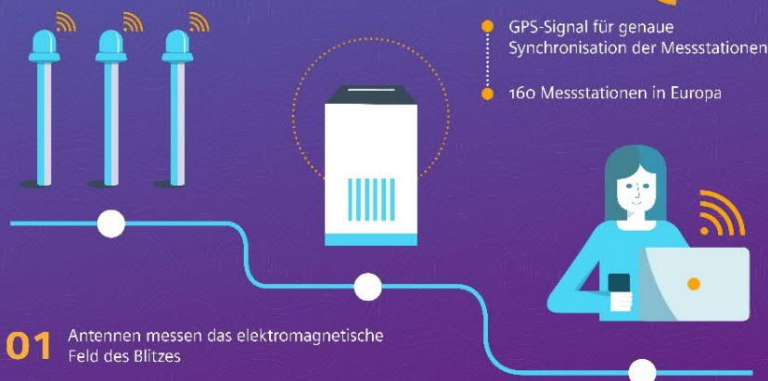 GPS-Signal für genaue
Synchronisation der Messstationen
160 Messstationen in Europa
01
Antennen messen das elektromagnetische
Feld des Blitzes